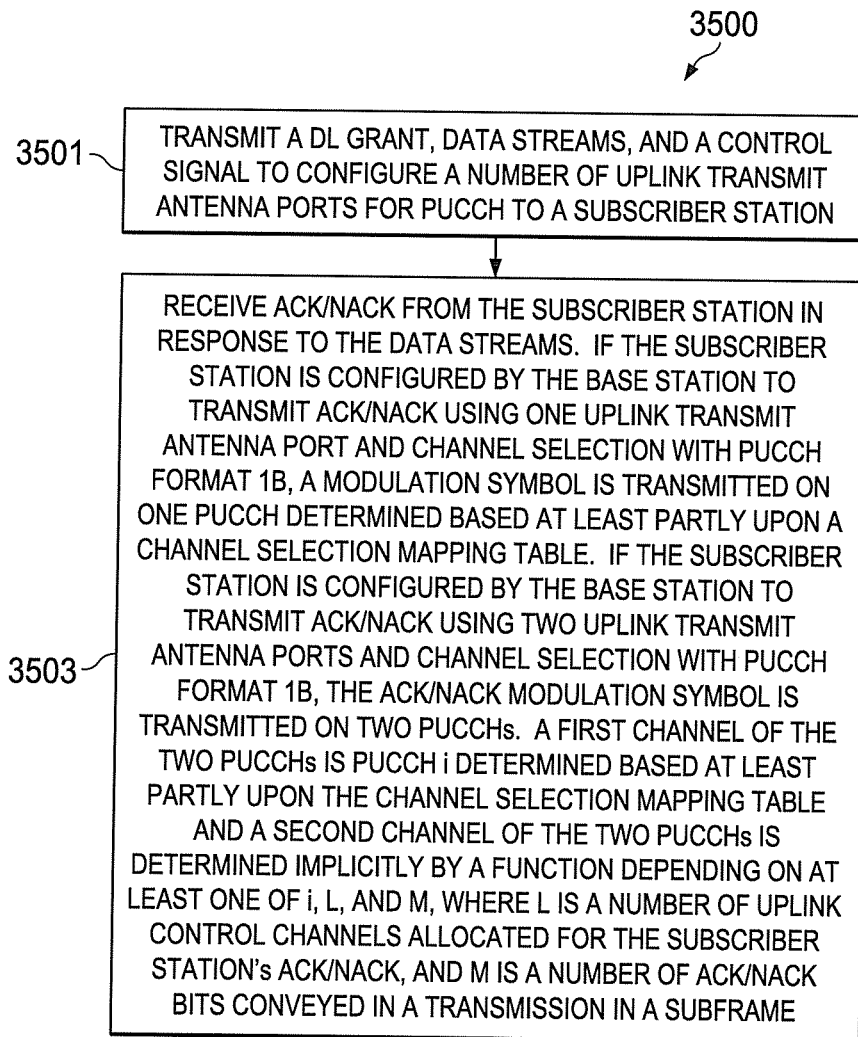 3500
3501
TRANSMIT A DL GRANT, DATA STREAMS, AND A CONTROL
SIGNAL TO CONFIGURE A NUMBER OF UPLINK TRANSMIT
ANTENNA PORTS FOR PUCCH TO A SUBSCRIBER STATION
3503
RECEIVE ACK/NACK FROM THE SUBSCRIBER STATION IN
RESPONSE TO THE DATA STREAMS. IF THE SUBSCRIBER
STATION IS CONFIGURED BY THE BASE STATION TO
TRANSMIT ACK/NACK USING ONE UPLINK TRANSMIT
ANTENNA PORT AND CHANNEL SELECTION WITH PUCCH
FORMAT 1B, A MODULATION SYMBOL IS TRANSMITTED ON
ONE PUCCH DETERMINED BASED AT LEAST PARTLY UPON A
CHANNEL SELECTION MAPPING TABLE. IF THE SUBSCRIBER
STATION IS CONFIGURED BY THE BASE STATION TO
TRANSMIT ACK/NACK USING TWO UPLINK TRANSMIT
ANTENNA PORTS AND CHANNEL SELECTION WITH PUCCH
FORMAT 1B, THE ACK/NACK MODULATION SYMBOL IS
TRANSMITTED ON TWO PUCCHs. A FIRST CHANNEL OF THE
TWO PUCCHs IS PUCCH i DETERMINED BASED AT LEAST
PARTLY UPON THE CHANNEL SELECTION MAPPING TABLE
AND A SECOND CHANNEL OF THE TWO PUCCHs IS
DETERMINED IMPLICITLY BY A FUNCTION DEPENDING ON AT
LEAST ONE OF i, L, AND M, WHERE L IS A NUMBER OF UPLINK
CONTROL CHANNELS ALLOCATED FOR THE SUBSCRIBER
STATION's ACK/NACK, AND M IS A NUMBER OF ACK/NACK
BITS CONVEYED IN A TRANSMISSION IN A SUBFRAME